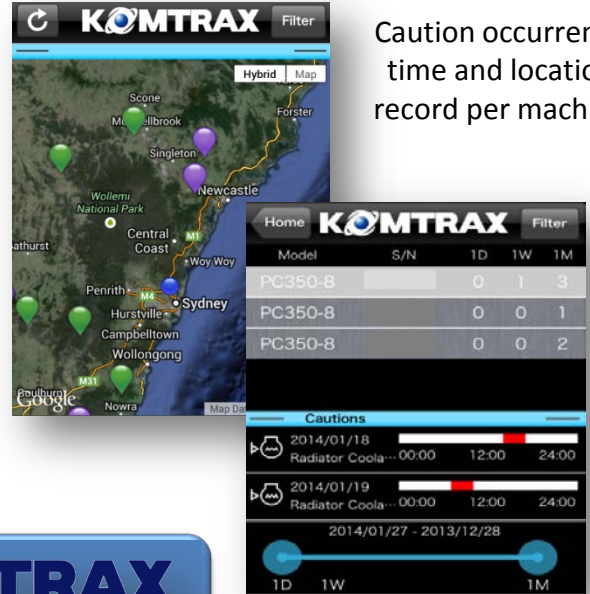 KOMTRAX Filter
Caution occurren
time and locatio
record per mach
Hybrid Map
Scone
Forster
Singleton
Newcastle
Wollemi
National Park
Central
Coast
M1
Woy Woy
Penrith
M4
Sydney
Hurstville
Campbelltown
Wollongong
M31
Google
Nowra
Map Da
Home KOMTRAX Filter
Model S/N 1D 1W 1M
PC350-8 0 1 3
PC350-8 0 0 1
PC350-8 0 0 2
Cautions
2014/01/18
Radiator Coola··· 00:00 12:00 24:00
2014/01/19
Radiator Coola··· 00:00 12:00 24:00
2014/01/27 - 2013/12/28
1D 1W 1M
TRAX